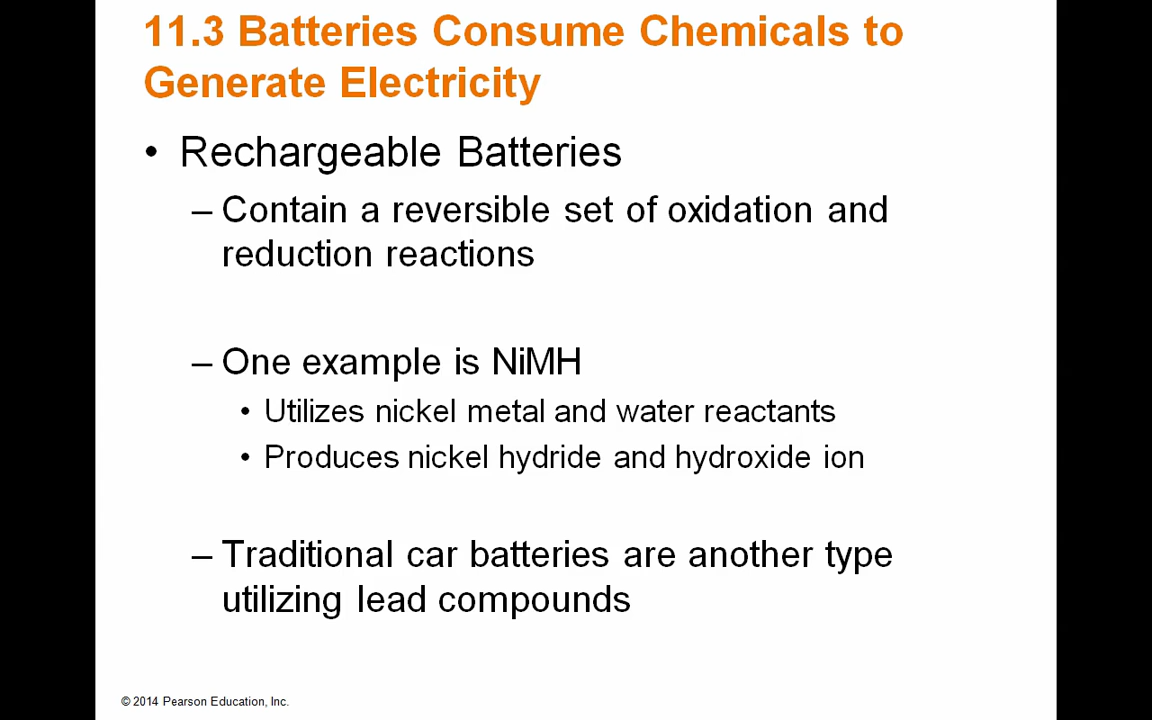 11.3 Batteries Consume Chemicals to
Generate Electricity
• Rechargeable Batteries
– Contain a reversible set of oxidation and
reduction reactions
– One example is NiMH
• Utilizes nickel metal and water reactants
• Produces nickel hydride and hydroxide ion
– Traditional car batteries are another type
utilizing lead compounds
© 2014 Pearson Education, Inc.